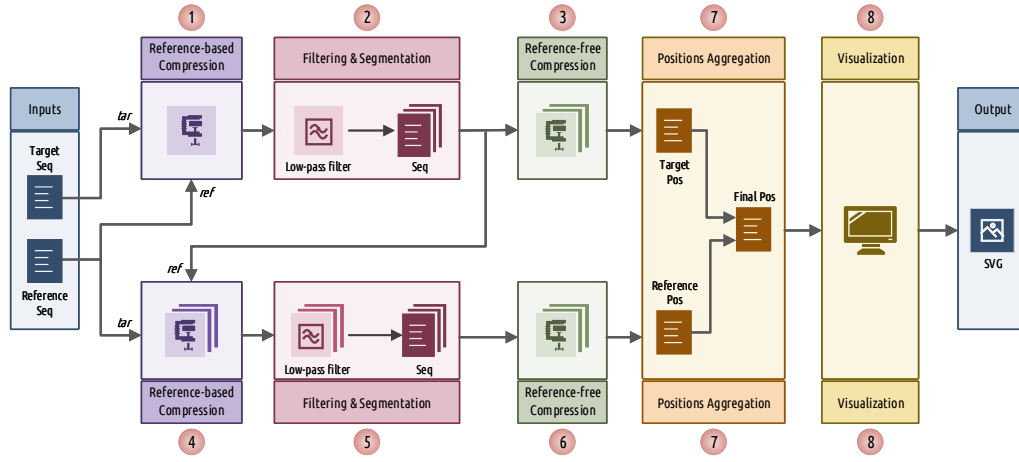 1
2
3
7
8
Reference-based
Compression
Filtering & Segmentation
Reference-free
Compression
Positions Aggregation
Visualization
Inputs
Output
tar
Target
Seq
Low-pass filter
Seq
Target
Pos
ref
Final Pos
Reference
Seq
SVG
ref
Reference
Pos
tar
Low-pass filter
Seq
Reference-based
Compression
Filtering & Segmentation
Reference-free
Compression
Positions Aggregation
Visualization
4
5
6
7
8